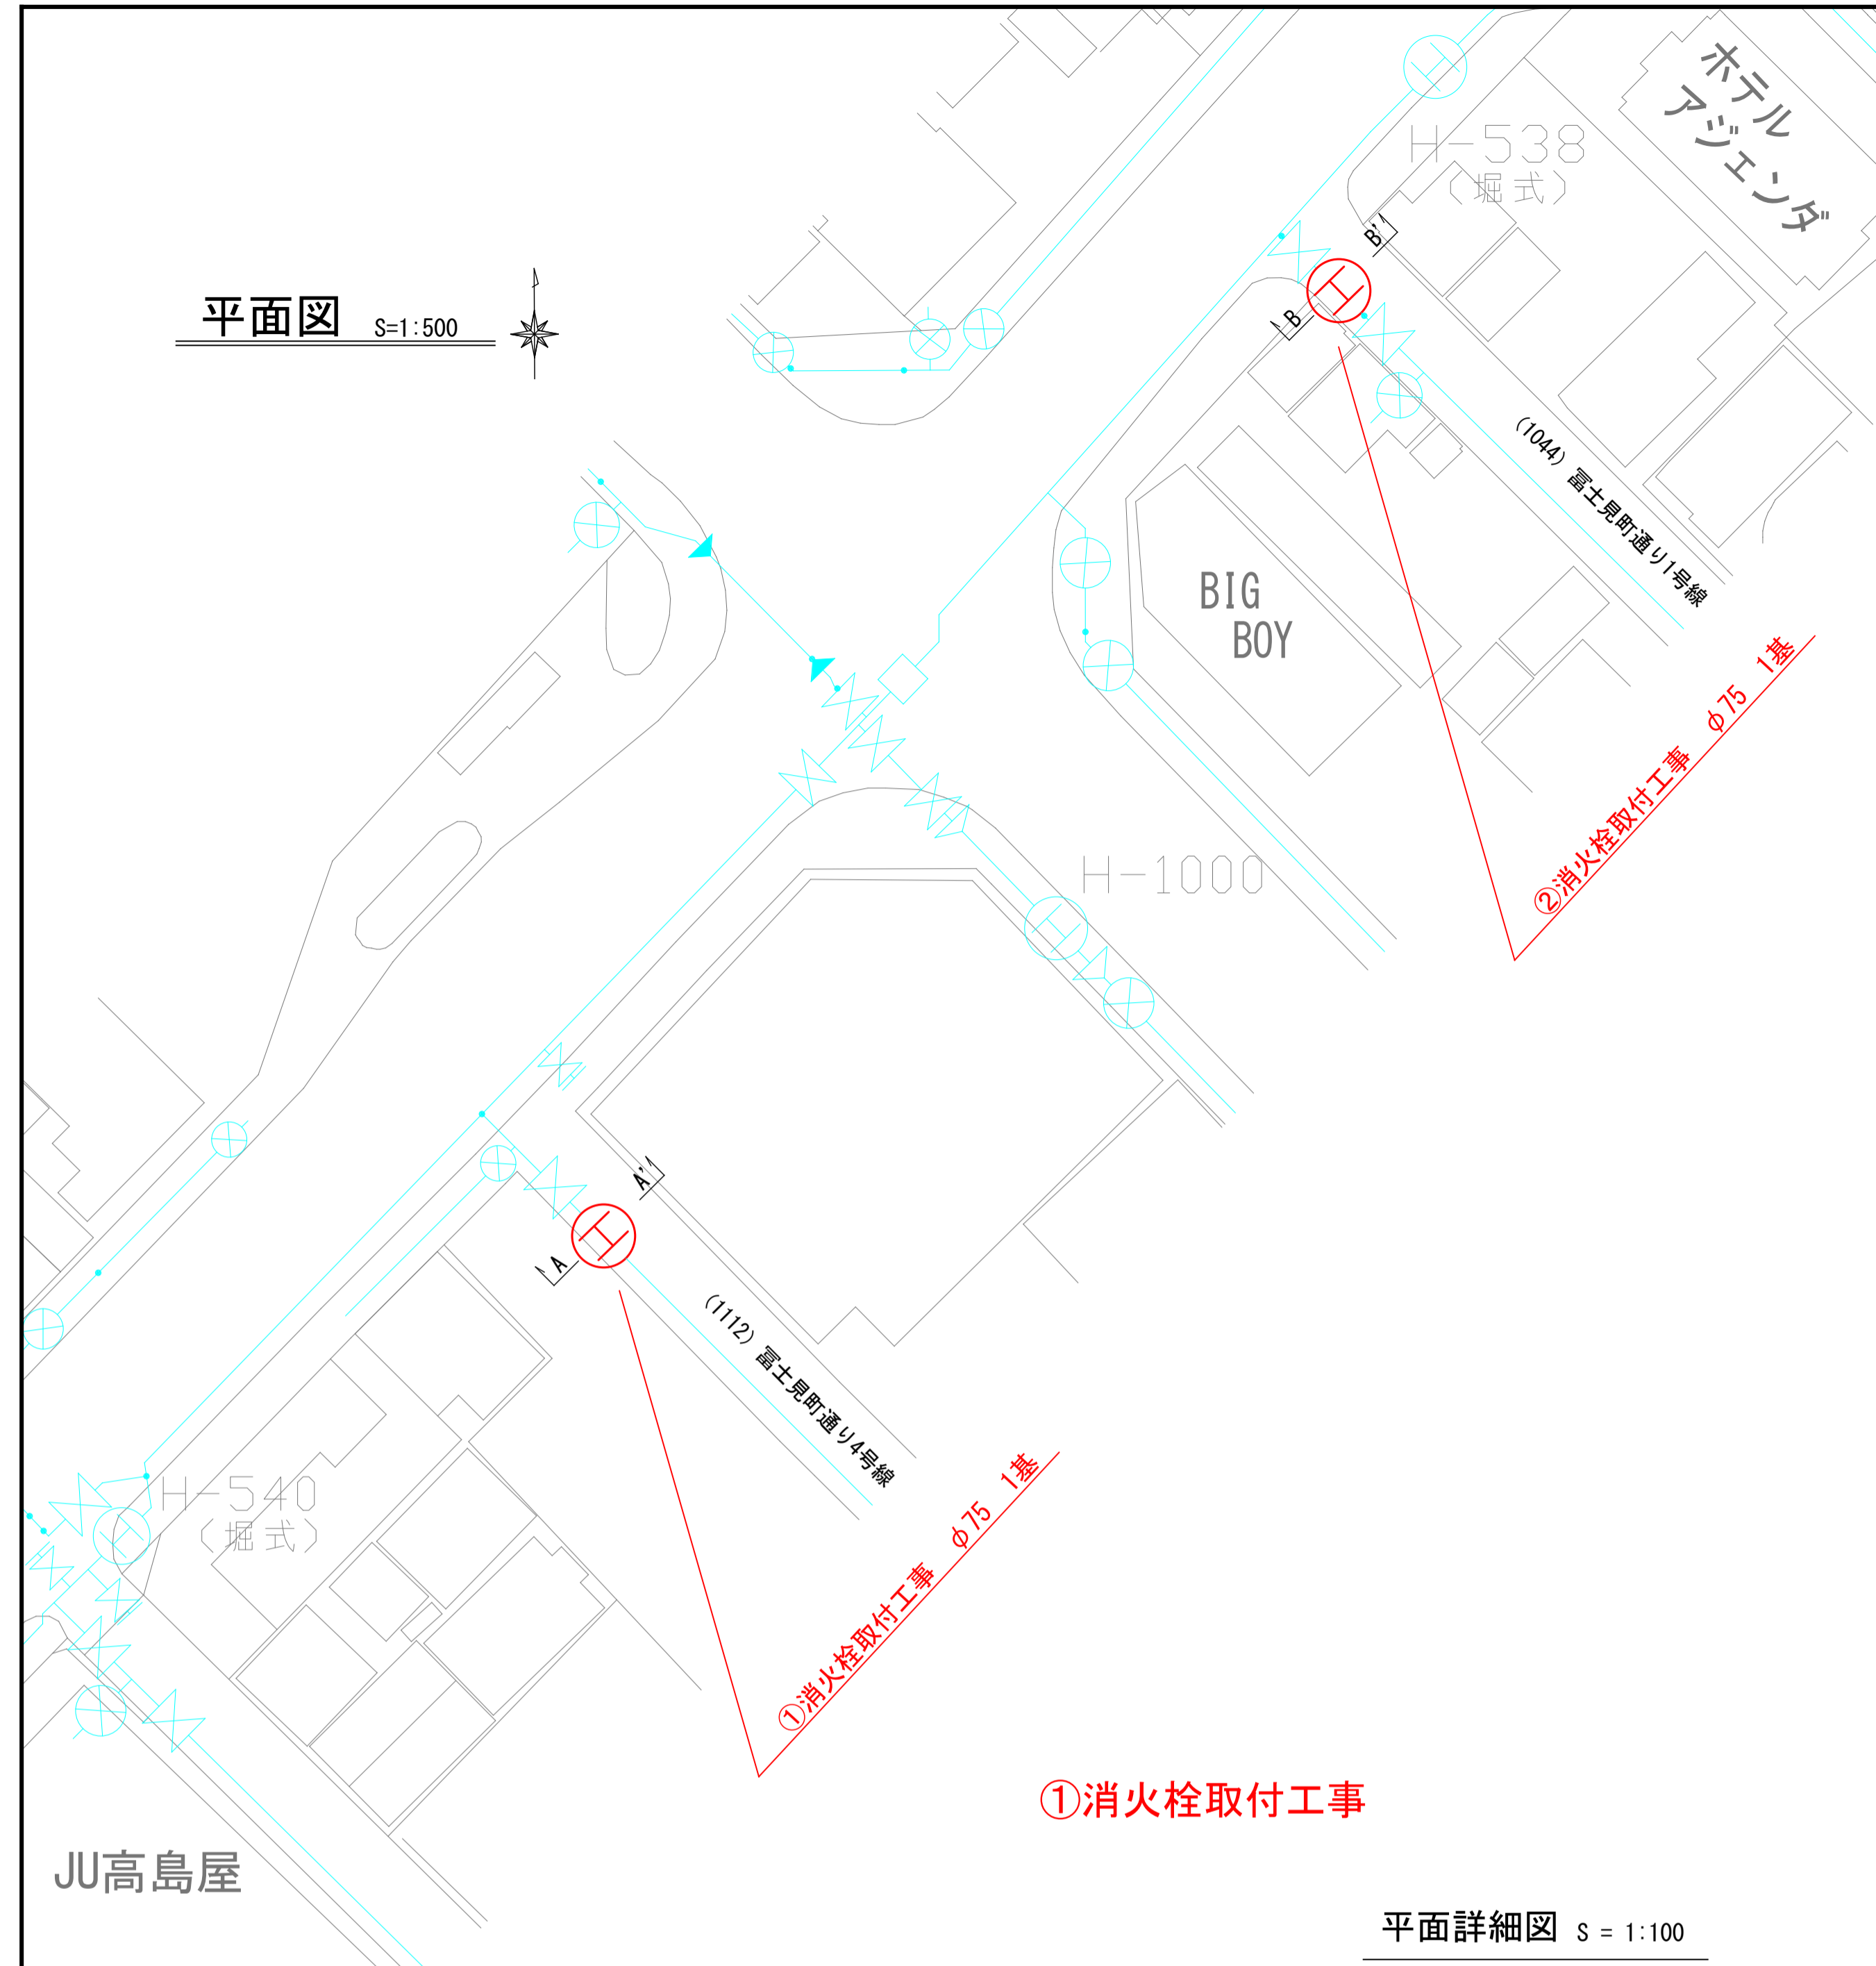 ホテル
アジェンダ
H-538
(堀式)
平面図 S=1:500
B'
B
(1044) 冨士見町通り1号線
BIG
BOY
②消火栓取付工事 φ75 1基
H-1000
A'
A
(1112) 冨士見町通り4号線
H-540
(堀式)
①消火栓取付工事 φ75 1基
①消火栓取付工事
JU高島屋
平面詳細図 S = 1:100